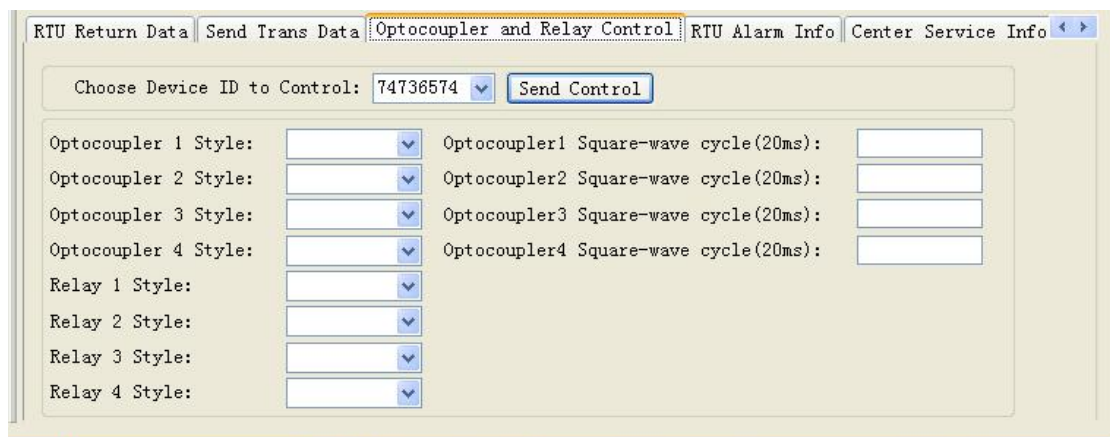 RTU Return Data Send Trans Data Optocoupler and Relay Control RTU Alarm Info Center Service Info
Choose Device ID to Control: 74736574 Send Control
Optocoupler 1 Style: Optocoupler1 Square-wave cycle(20ms):
Optocoupler 2 Style: Optocoupler2 Square-wave cycle(20ms):
Optocoupler 3 Style: Optocoupler3 Square-wave cycle(20ms):
Optocoupler 4 Style: Optocoupler4 Square-wave cycle(20ms):
Relay 1 Style:
Relay 2 Style:
Relay 3 Style:
Relay 4 Style: